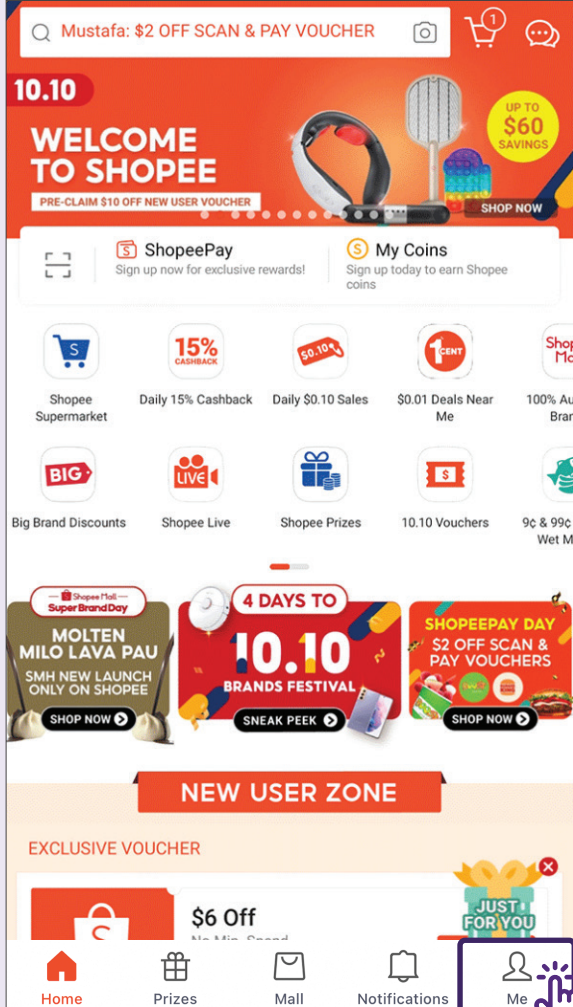 Mustafa: $2 OFF SCAN & PAY VOUCHER
1
10.10
WELCOME
TO SHOPEE
PRE-CLAIM $10 OFF NEW USER VOUCHER
UP TO
$60
SAVINGS
SHOP NOW
ShopeePay
Sign up now for exclusive rewards!
My Coins
Sign up today to earn Shopee
coins
15%
CASHBACK
$0.10
1 CENT
Shop
Shopee
Supermarket
Daily 15% Cashback
Daily $0.10 Sales
$0.01 Deals Near
Me
100% Au
Bran
BIG
LIVE
Big Brand Discounts
Shopee Live
Shopee Prizes
10.10 Vouchers
9¢ & 99¢
Wet M
Shopee Mall
Super Brand Day
MOLTEN
MILO LAVA PAU
SMH NEW LAUNCH
ONLY ON SHOPEE
SHOP NOW
4 DAYS TO
10.10
BRANDS FESTIVAL
SNEAK PEEK
SHOPEEPAY DAY
$2 OFF SCAN &
PAY VOUCHERS
SHOP NOW
NEW USER ZONE
EXCLUSIVE VOUCHER
$6 Off
No Min. Spend
JUST
FOR YOU
Home
Prizes
Mall
Notifications
Me